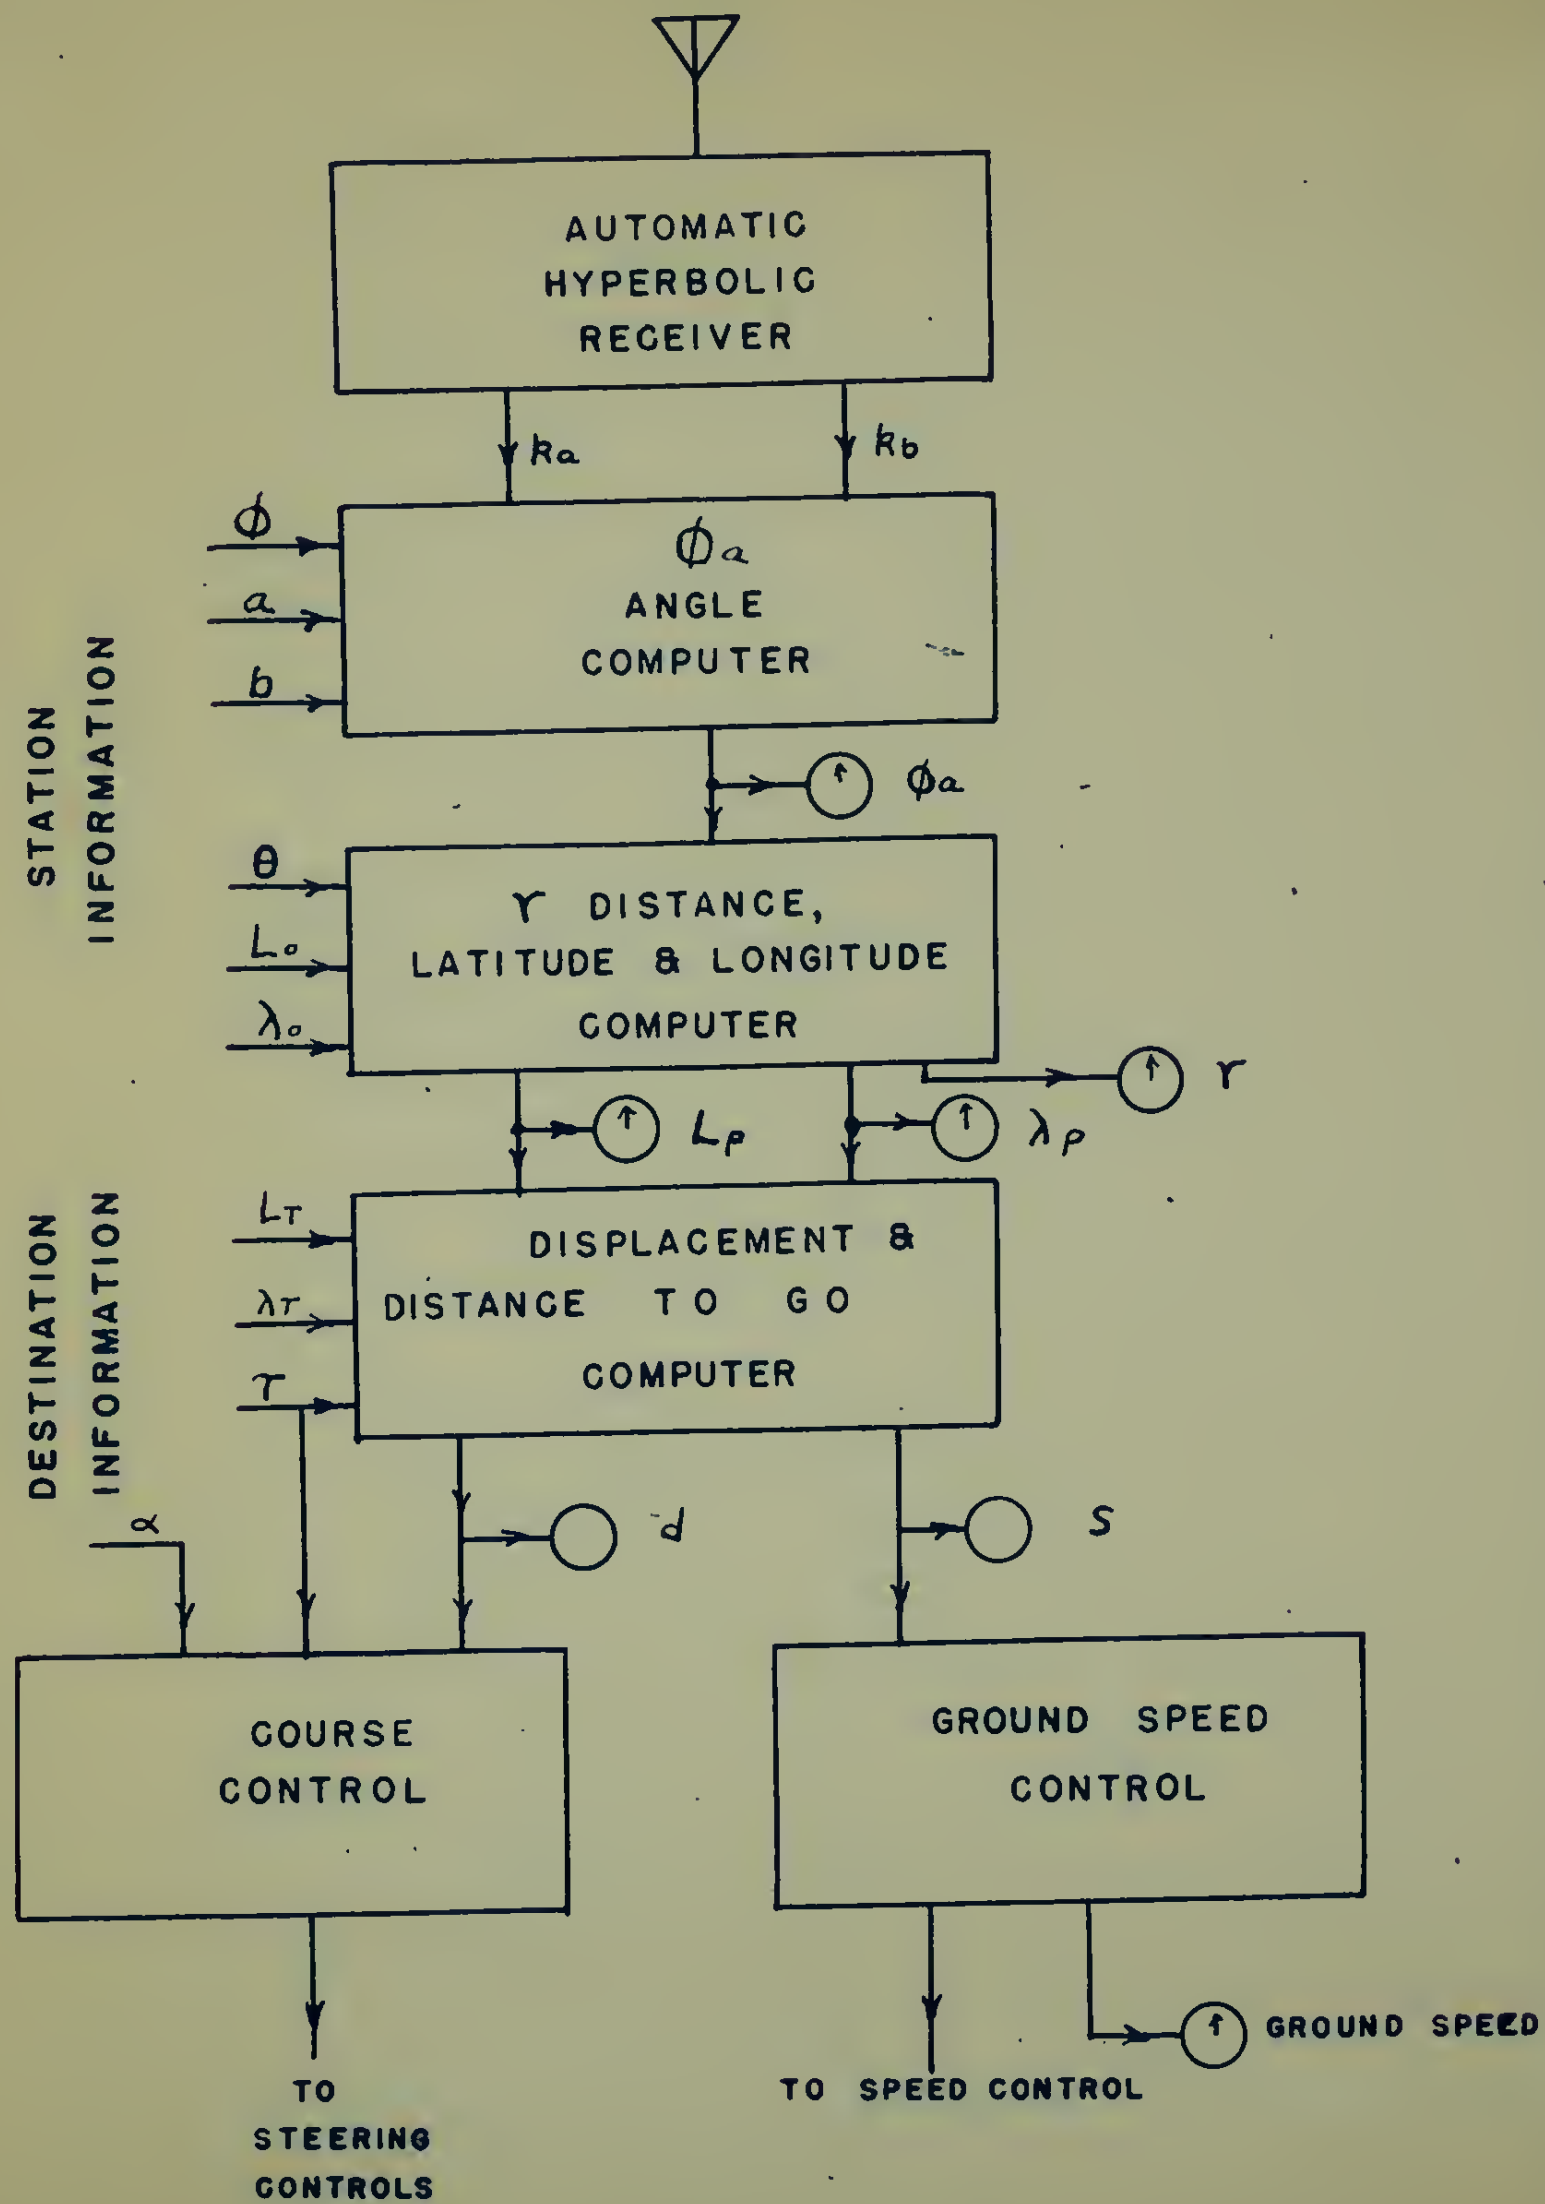 AUTOMATIC
HYPERBOLIC
RECEIVER
ka
kb
ϕ
a
b
ϕa
ANGLE
COMPUTER
STATION
INFORMATION
ϕa
θ
Lo
λo
r DISTANCE,
LATITUDE & LONGITUDE
COMPUTER
r
Lp
λp
DESTINATION
INFORMATION
LT
λT
τ
DISPLACEMENT &
DISTANCE TO GO
COMPUTER
α
d
S
COURSE
CONTROL
GROUND SPEED
CONTROL
GROUND SPEED
TO
STEERING
CONTROLS
TO SPEED CONTROL